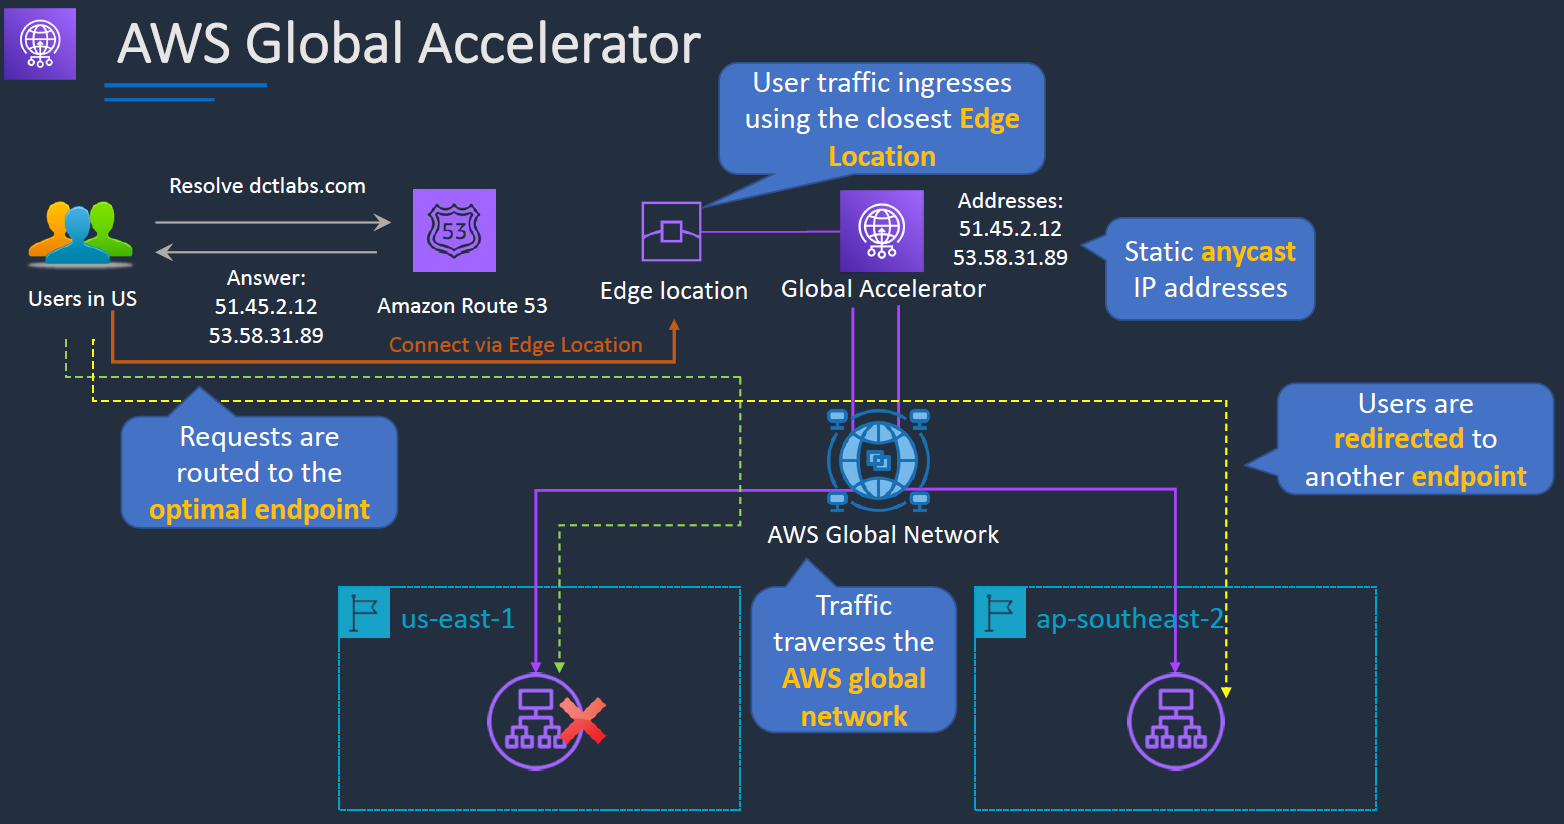 AWS Global Accelerator
User traffic ingresses
using the closest Edge
Location
Resolve dctlabs.com
53
Addresses:
51.45.2.12
53.58.31.89
Static anycast
IP addresses
Users in US
Answer:
51.45.2.12
53.58.31.89
Amazon Route 53
Edge location
Global Accelerator
Connect via Edge Location
Requests are
routed to the
optimal endpoint
Users are
redirected to
another endpoint
AWS Global Network
us-east-1
Traffic
traverses the
AWS global
network
ap-southeast-2